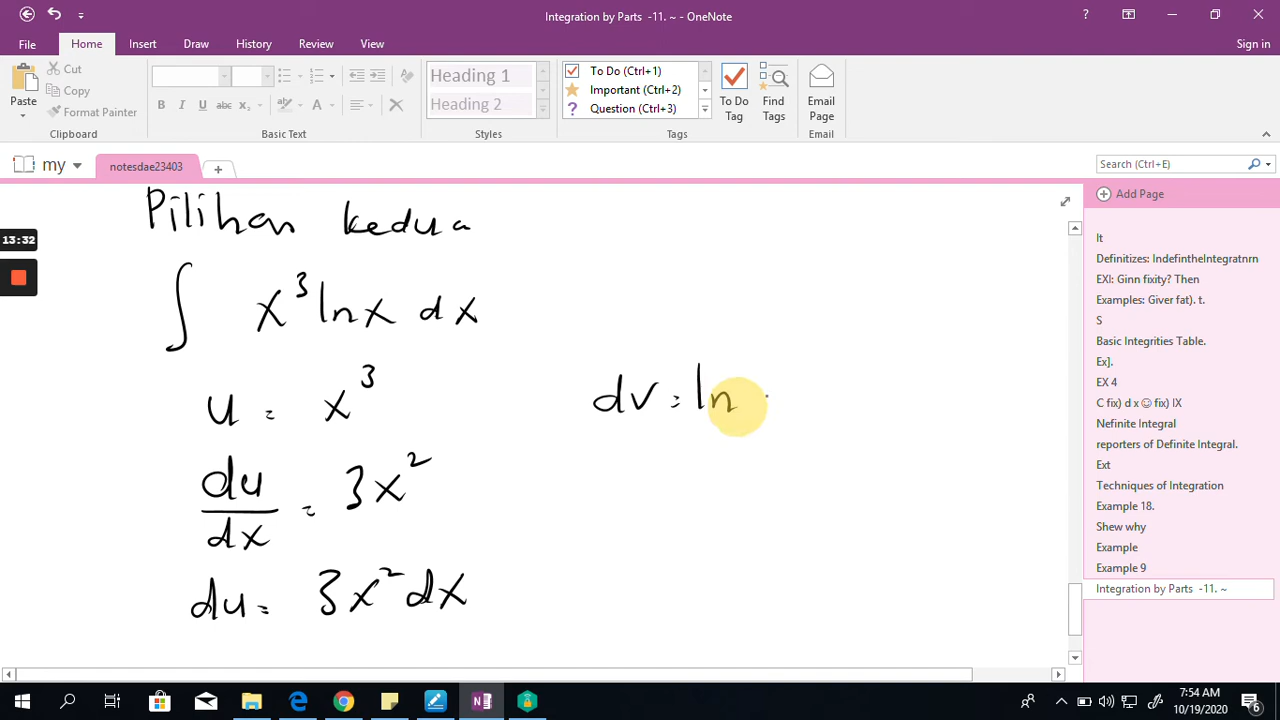 Integration by Parts -11. ~ - OneNote
File Home Insert Draw History Review View
Sign in
Paste
Cut
Copy
Format Painter
Clipboard
B I U abc x₂ A
Basic Text
Heading 1
Heading 2
Styles
To Do (Ctrl+1)
Important (Ctrl+2)
Question (Ctrl+3)
Tags
To Do Tag
Find Tags
Email Page
Email
my
notesdae23403
Search (Ctrl+E)
13:32
Pilihan kedua
∫ x³ lnx dx
u = x³
dv = ln
du/dx = 3x²
du = 3x² dx
Add Page
It
Definitizes: IndefintheIntegratnrn
EXI: Ginn fixity? Then
Examples: Giver fat). t.
S
Basic Integrities Table.
Ex].
EX 4
C fix) d x☺ fix) IX
Nefinite Integral
reporters of Definite Integral.
Ext
Techniques of Integration
Example 18.
Shew why
Example
Example 9
Integration by Parts -11. ~
7:54 AM
10/19/2020
6